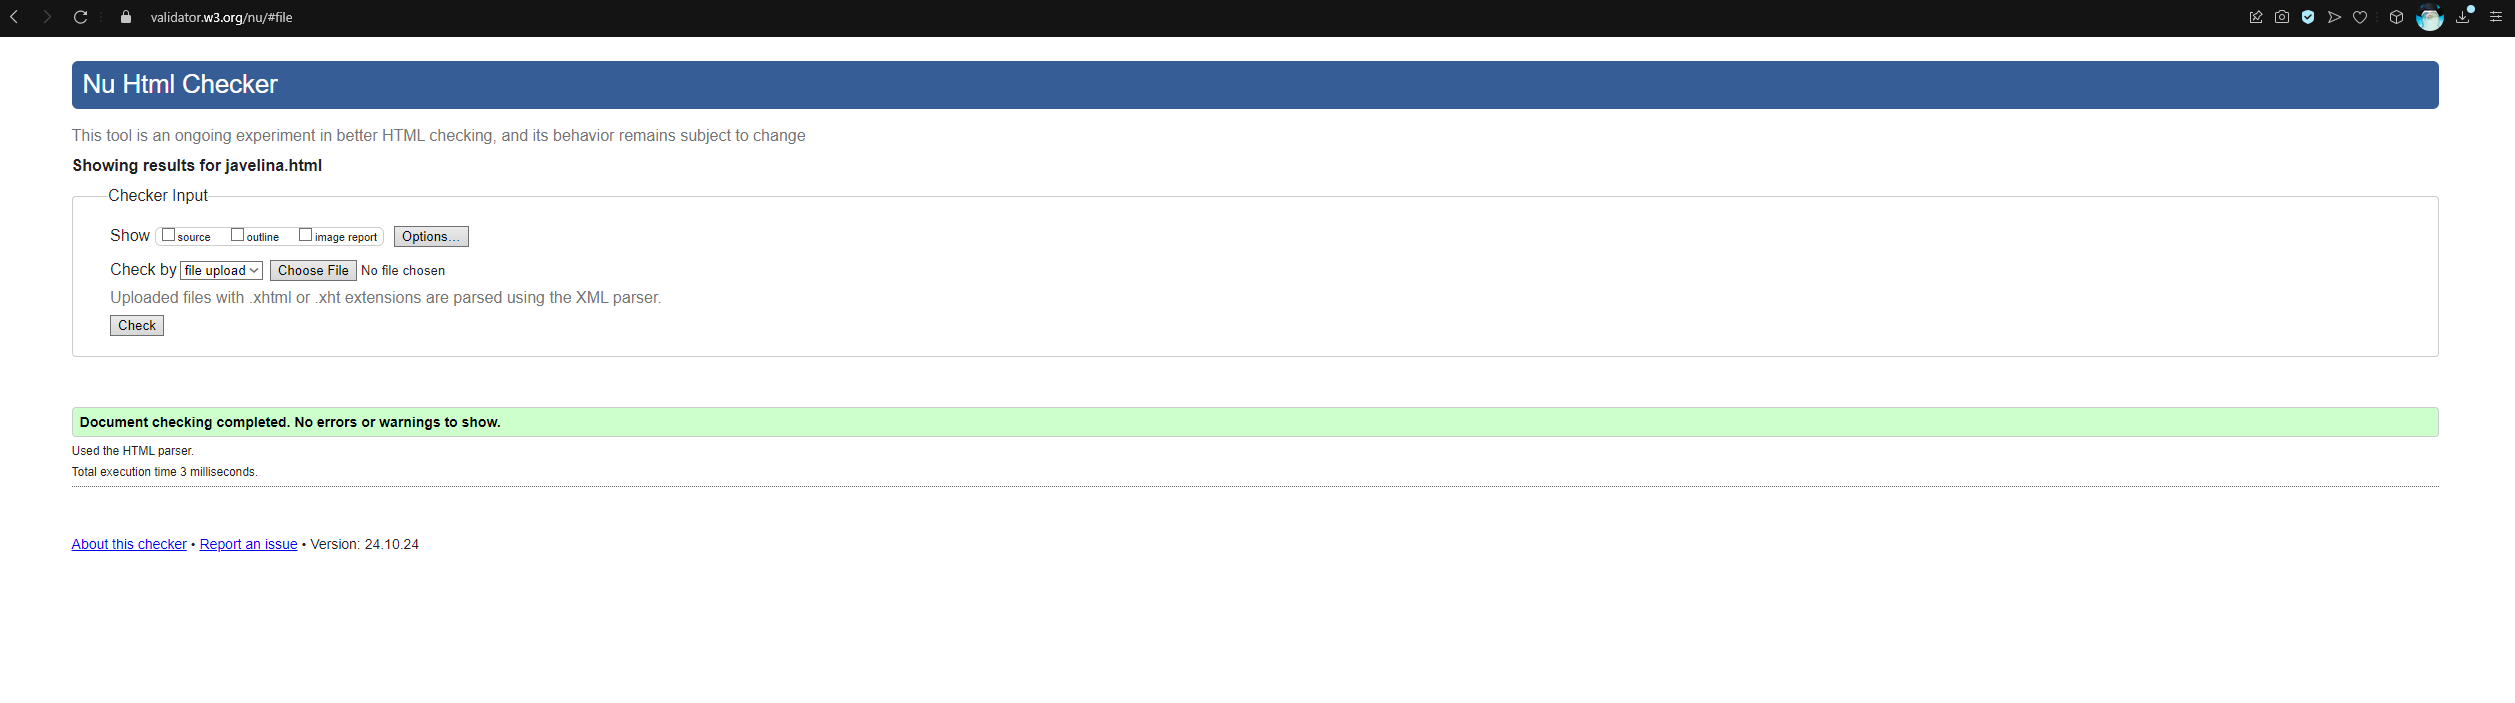 validator.w3.org/nu/#file
Nu Html Checker
This tool is an ongoing experiment in better HTML checking, and its behavior remains subject to change
Showing results for javelina.html
Checker Input
Show source outline image report Options...
Check by file upload Choose File No file chosen
Uploaded files with .xhtml or .xht extensions are parsed using the XML parser.
Check
Document checking completed. No errors or warnings to show.
Used the HTML parser.
Total execution time 3 milliseconds.
About this checker • Report an issue • Version: 24.10.24